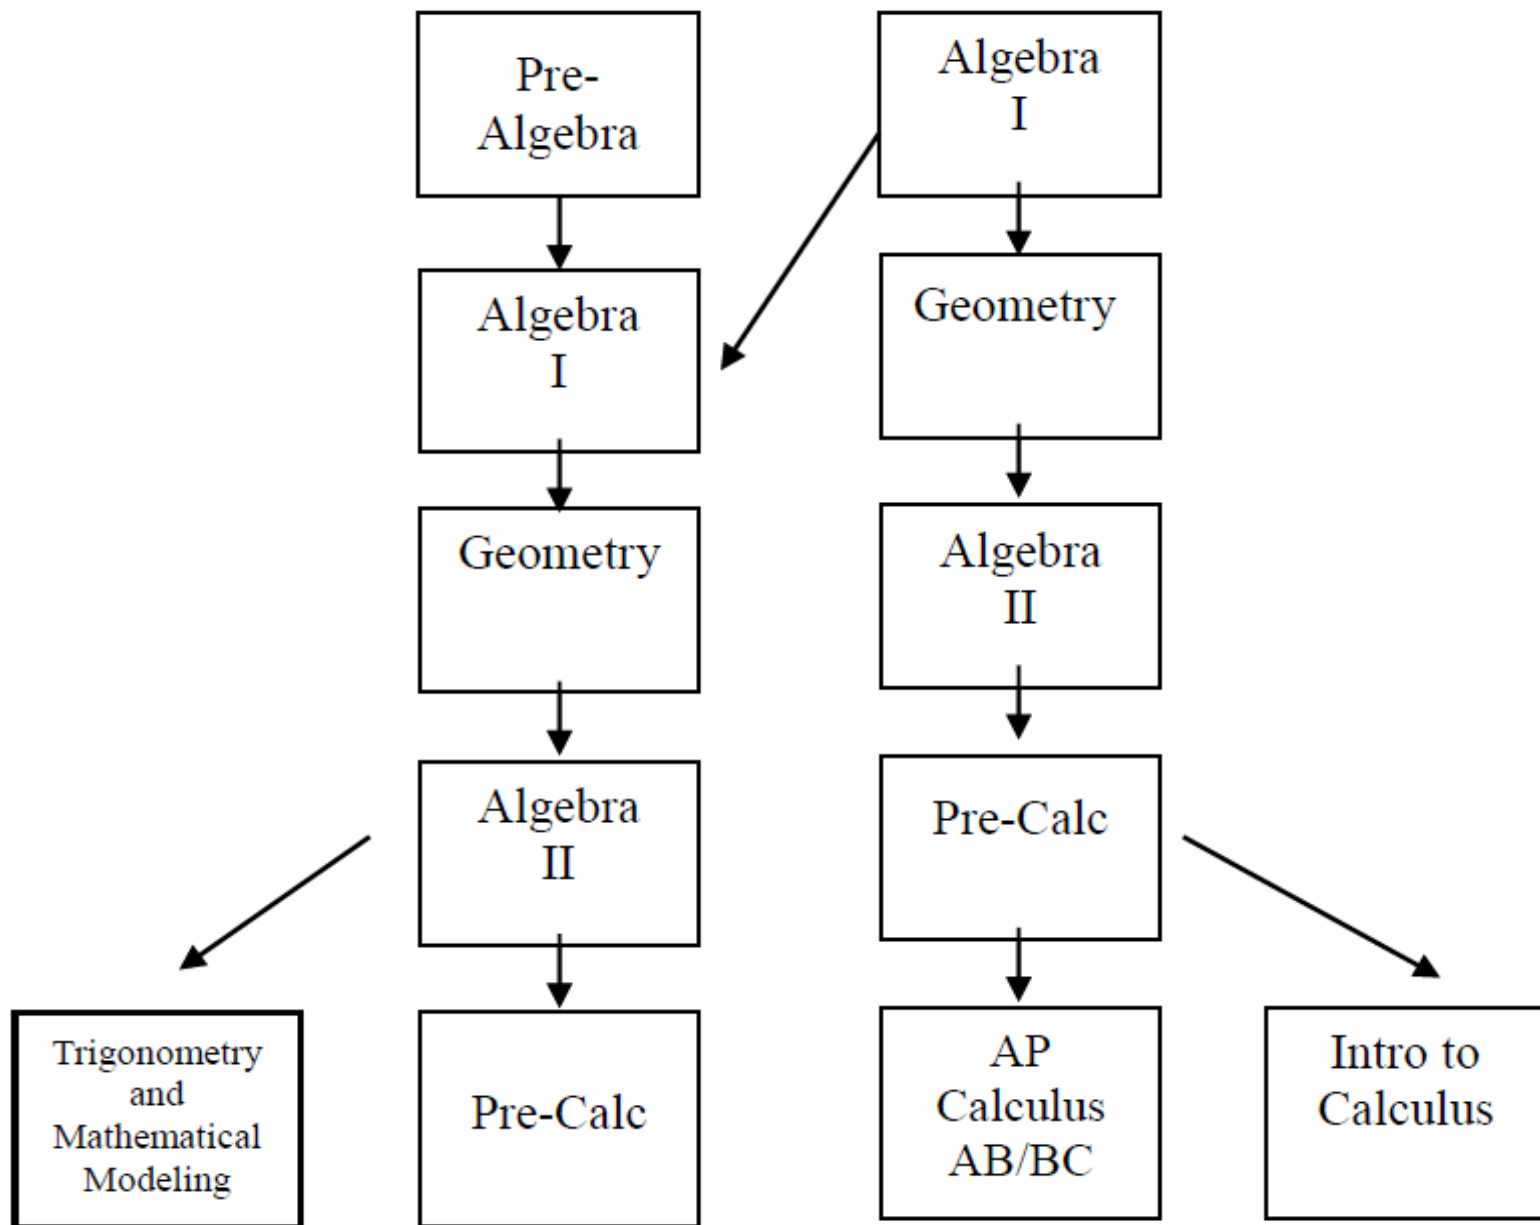 Pre-
Algebra
Algebra
I
Algebra
I
Geometry
Geometry
Algebra
II
Algebra
II
Pre-Calc
Trigonometry
and
Mathematical
Modeling
Pre-Calc
AP
Calculus
AB/BC
Intro to
Calculus